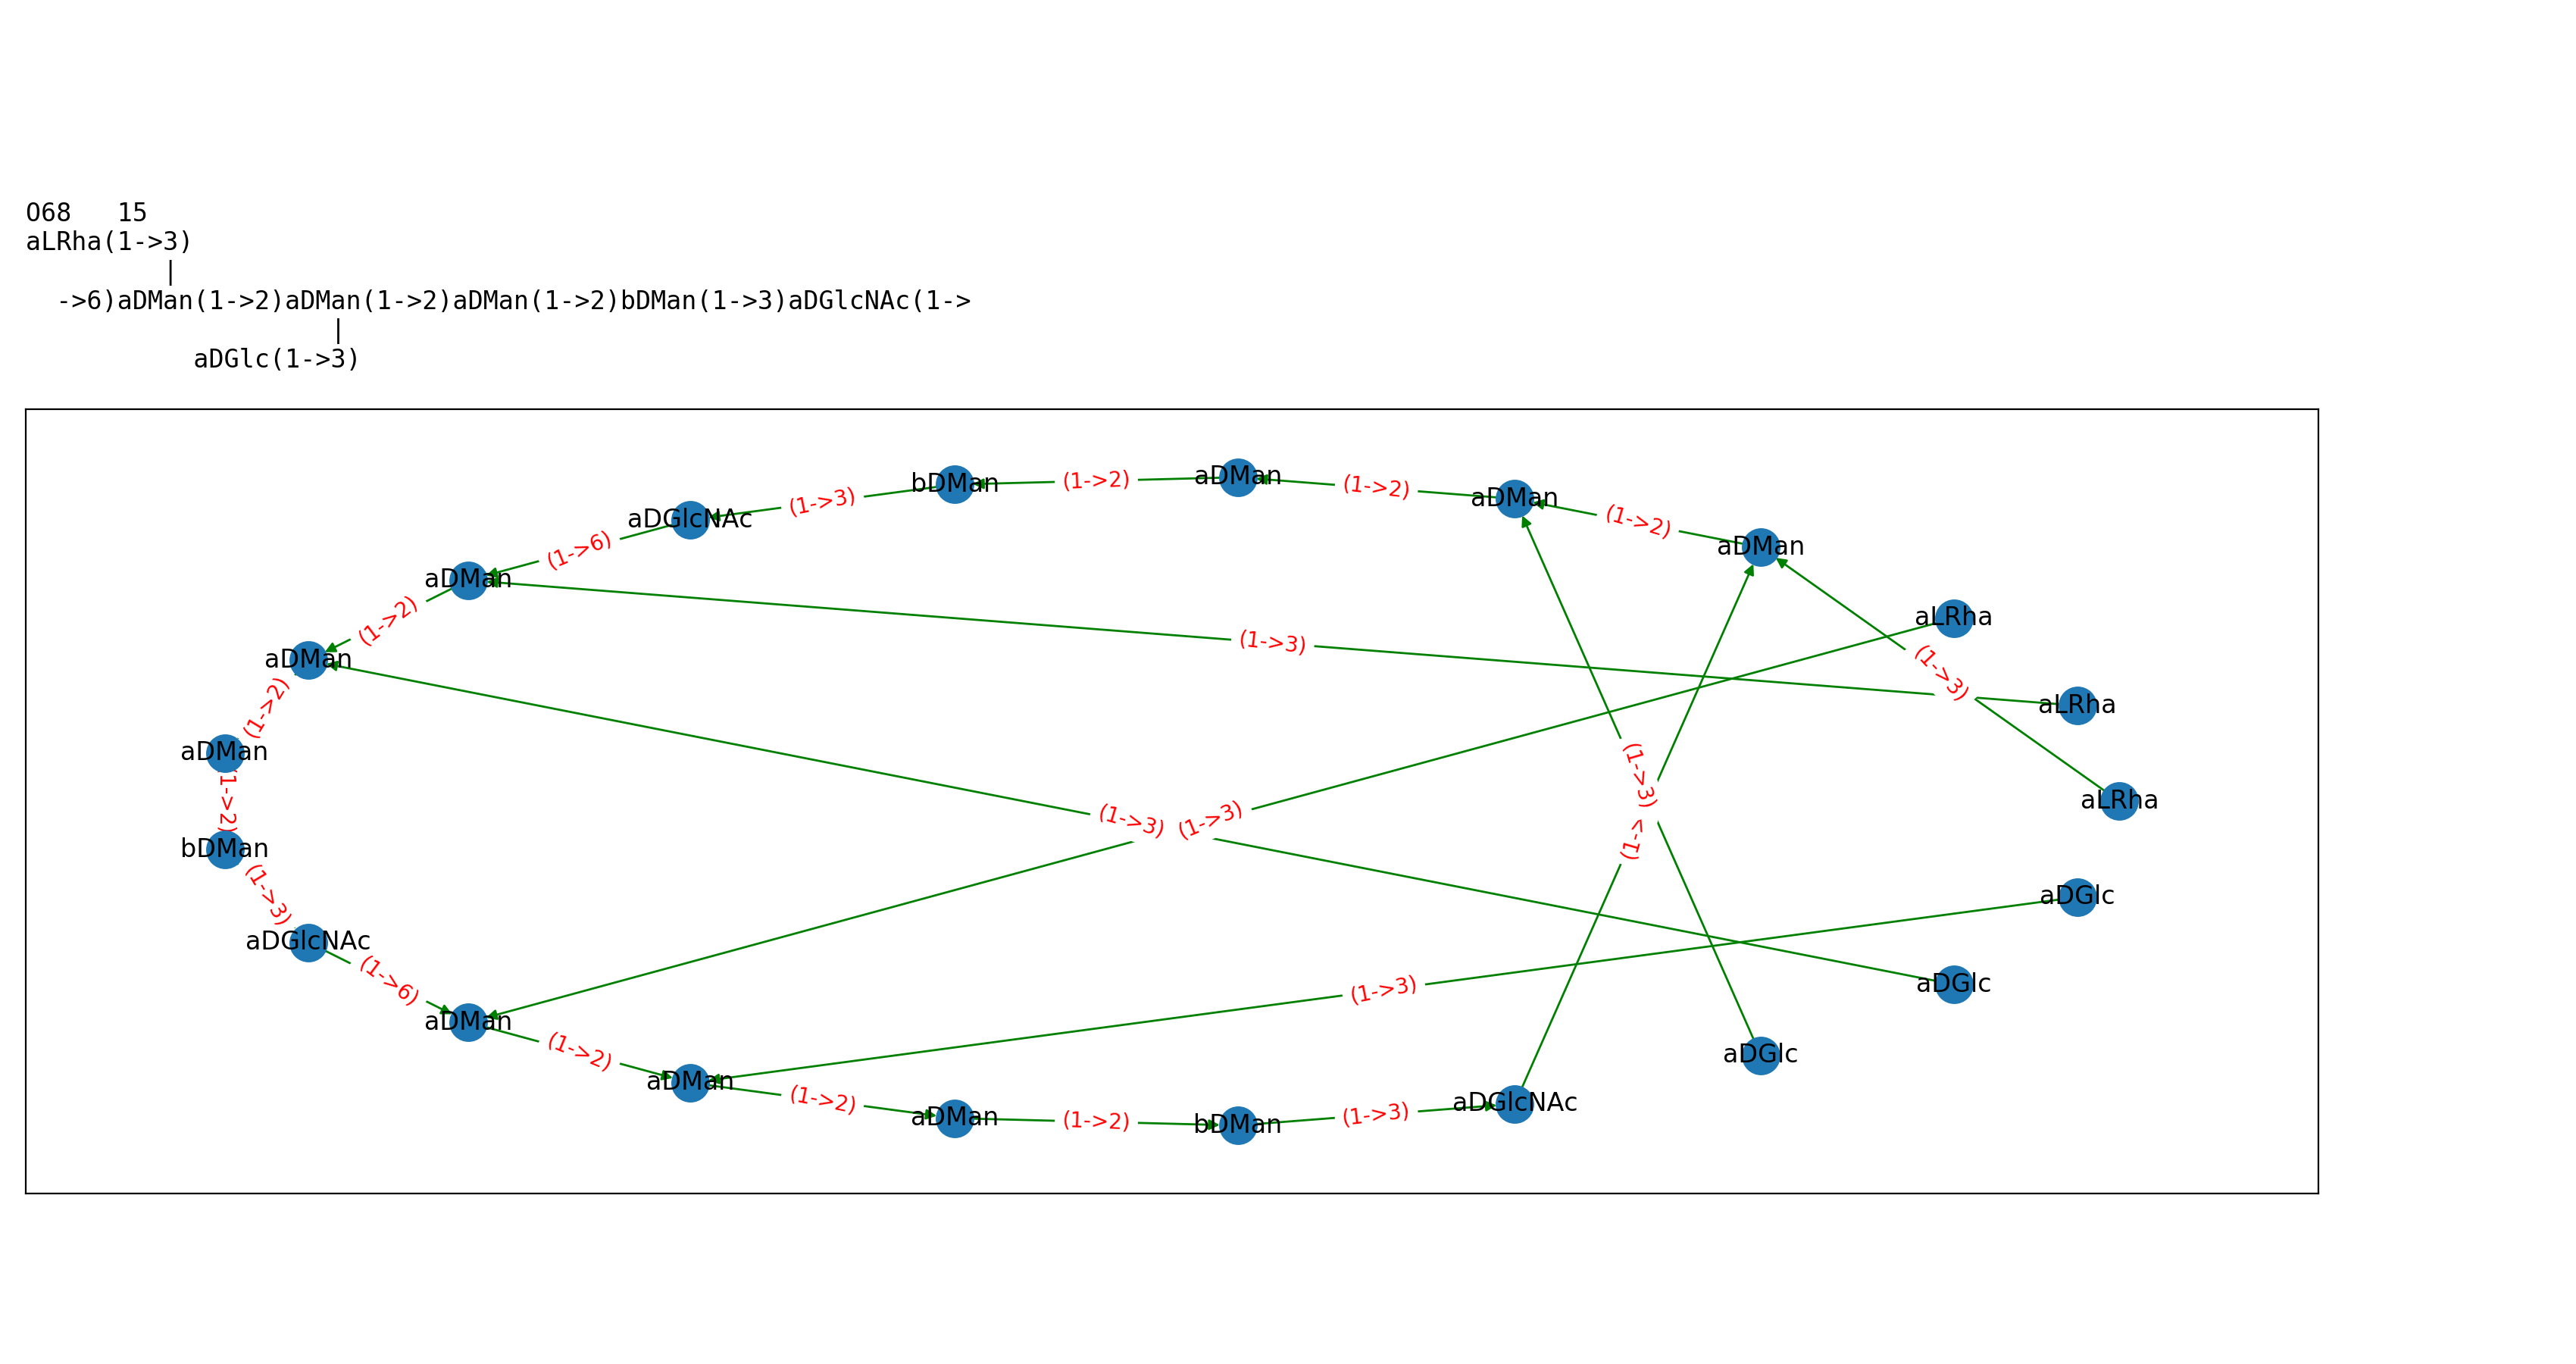 O68   15
aLRha(1->3)
         |
  ->6)aDMan(1->2)aDMan(1->2)aDMan(1->2)bDMan(1->3)aDGlcNAc(1->
                    |
           aDGlc(1->3)
bDMan (1->2) aDMan (1->2) aDMan
aDGlcNAc (1->3) (1->2) aDMan
aDMan (1->6)
(1->2) (1->3) aLRha
aDMan (1->3) aLRha
(1->2)
aDMan (1->3) aLRha
(1->2) (1->3) (1->3)
bDMan (1->
(1->3) aDGlc
aDGlcNAc
(1->6) (1->3) aDGlc
aDMan (1->2) aDGlc
aDMan (1->2) aDMan (1->2) bDMan (1->3) aDGlcNAc